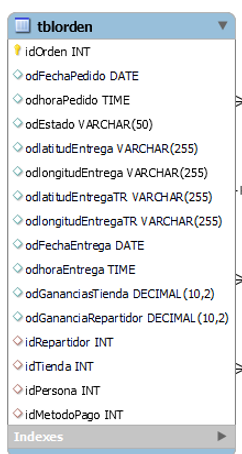 tblorden
idOrden INT
odFechaPedido DATE
odhoraPedido TIME
odEstado VARCHAR(50)
odlatitudEntrega VARCHAR(255)
odlongitudEntrega VARCHAR(255)
odlatitudEntregaTR VARCHAR(255)
odlongitudEntregaTR VARCHAR(255)
odFechaEntrega DATE
odhoraEntrega TIME
odGananciasTienda DECIMAL(10,2)
odGananciaRepartidor DECIMAL(10,2)
idRepartidor INT
idTienda INT
idPersona INT
idMetodoPago INT
Indexes